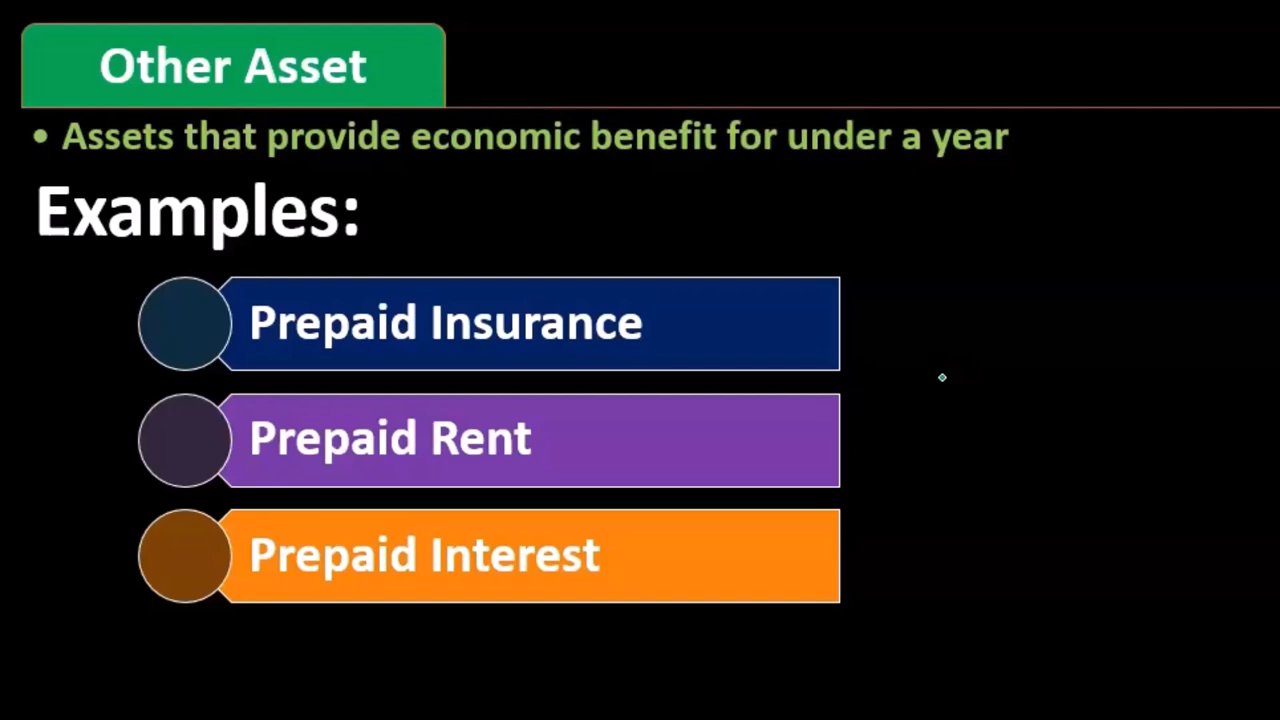 Other Asset
• Assets that provide economic benefit for under a year
Examples:
Prepaid Insurance
Prepaid Rent
Prepaid Interest